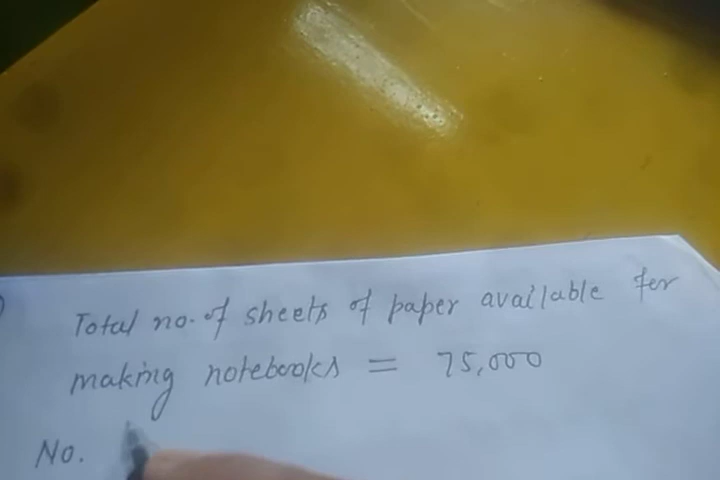 Total no. of sheets of paper available for
making notebooks = 75,000
No.